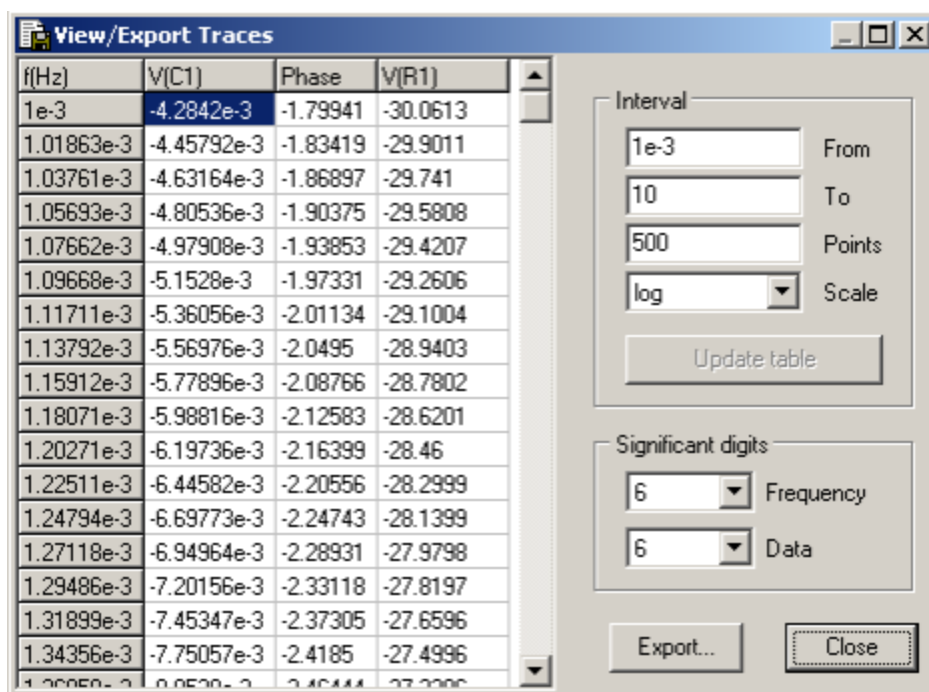 View/Export Traces
f(Hz) V(C1) Phase V(R1)
1e-3 -4.2842e-3 -1.79941 -30.0613
1.01863e-3 -4.45792e-3 -1.83419 -29.9011
1.03761e-3 -4.63164e-3 -1.86897 -29.741
1.05693e-3 -4.80536e-3 -1.90375 -29.5808
1.07662e-3 -4.97908e-3 -1.93853 -29.4207
1.09668e-3 -5.1528e-3 -1.97331 -29.2606
1.11711e-3 -5.36056e-3 -2.01134 -29.1004
1.13792e-3 -5.56976e-3 -2.0495 -28.9403
1.15912e-3 -5.77896e-3 -2.08766 -28.7802
1.18071e-3 -5.98816e-3 -2.12583 -28.6201
1.20271e-3 -6.19736e-3 -2.16399 -28.46
1.22511e-3 -6.44582e-3 -2.20556 -28.2999
1.24794e-3 -6.69773e-3 -2.24743 -28.1399
1.27118e-3 -6.94964e-3 -2.28931 -27.9798
1.29486e-3 -7.20156e-3 -2.33118 -27.8197
1.31899e-3 -7.45347e-3 -2.37305 -27.6596
1.34356e-3 -7.75057e-3 -2.4185 -27.4996
Interval
1e-3 From
10 To
500 Points
log Scale
Update table
Significant digits
6 Frequency
6 Data
Export...
Close